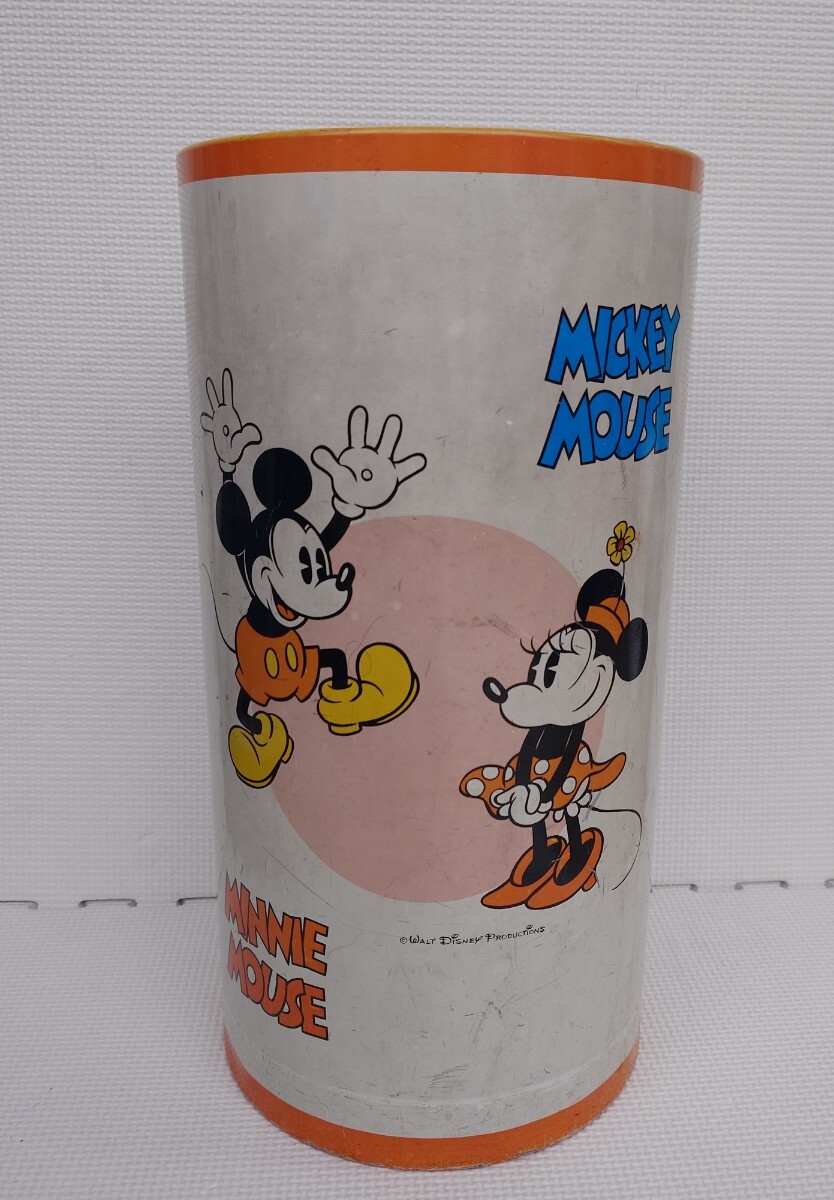 MICKEY
MOUSE
MINNIE
MOUSE
© WALT DISNEY PRODUCTIONS